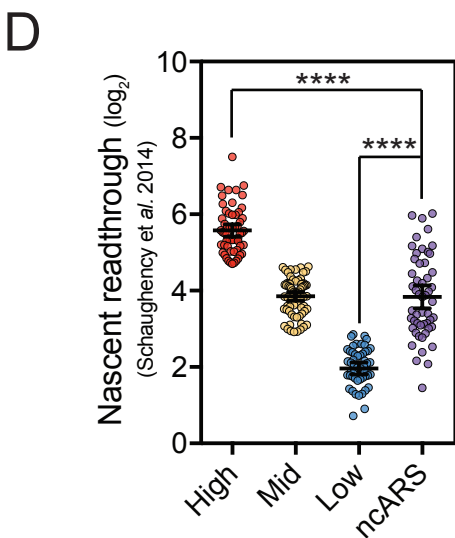 D
Nascent readthrough (log₂)
(Schaughency et al. 2014)
10
8
6
4
2
0
****
****
High
Mid
Low
ncARS